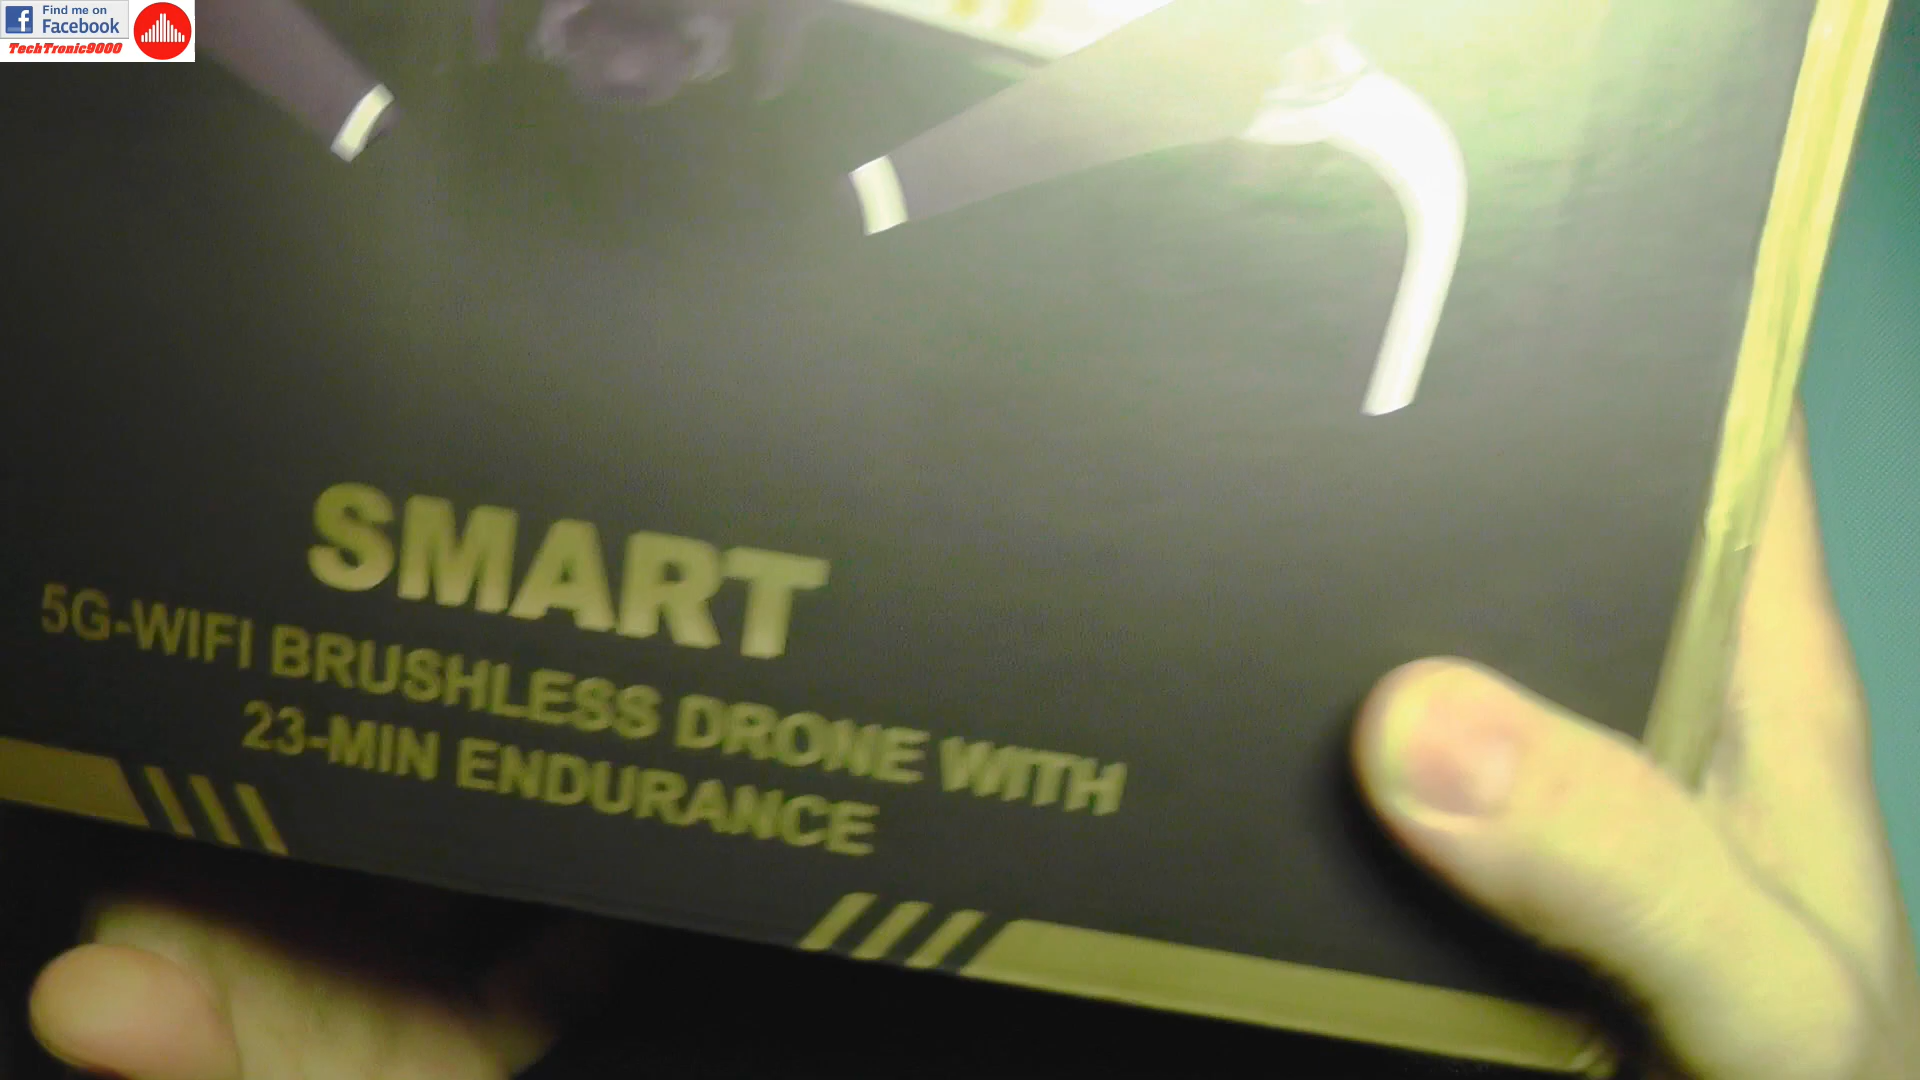 Find me on
Facebook
TechTronic9000
SMART
5G-WIFI BRUSHLESS DRONE WITH
23-MIN ENDURANCE